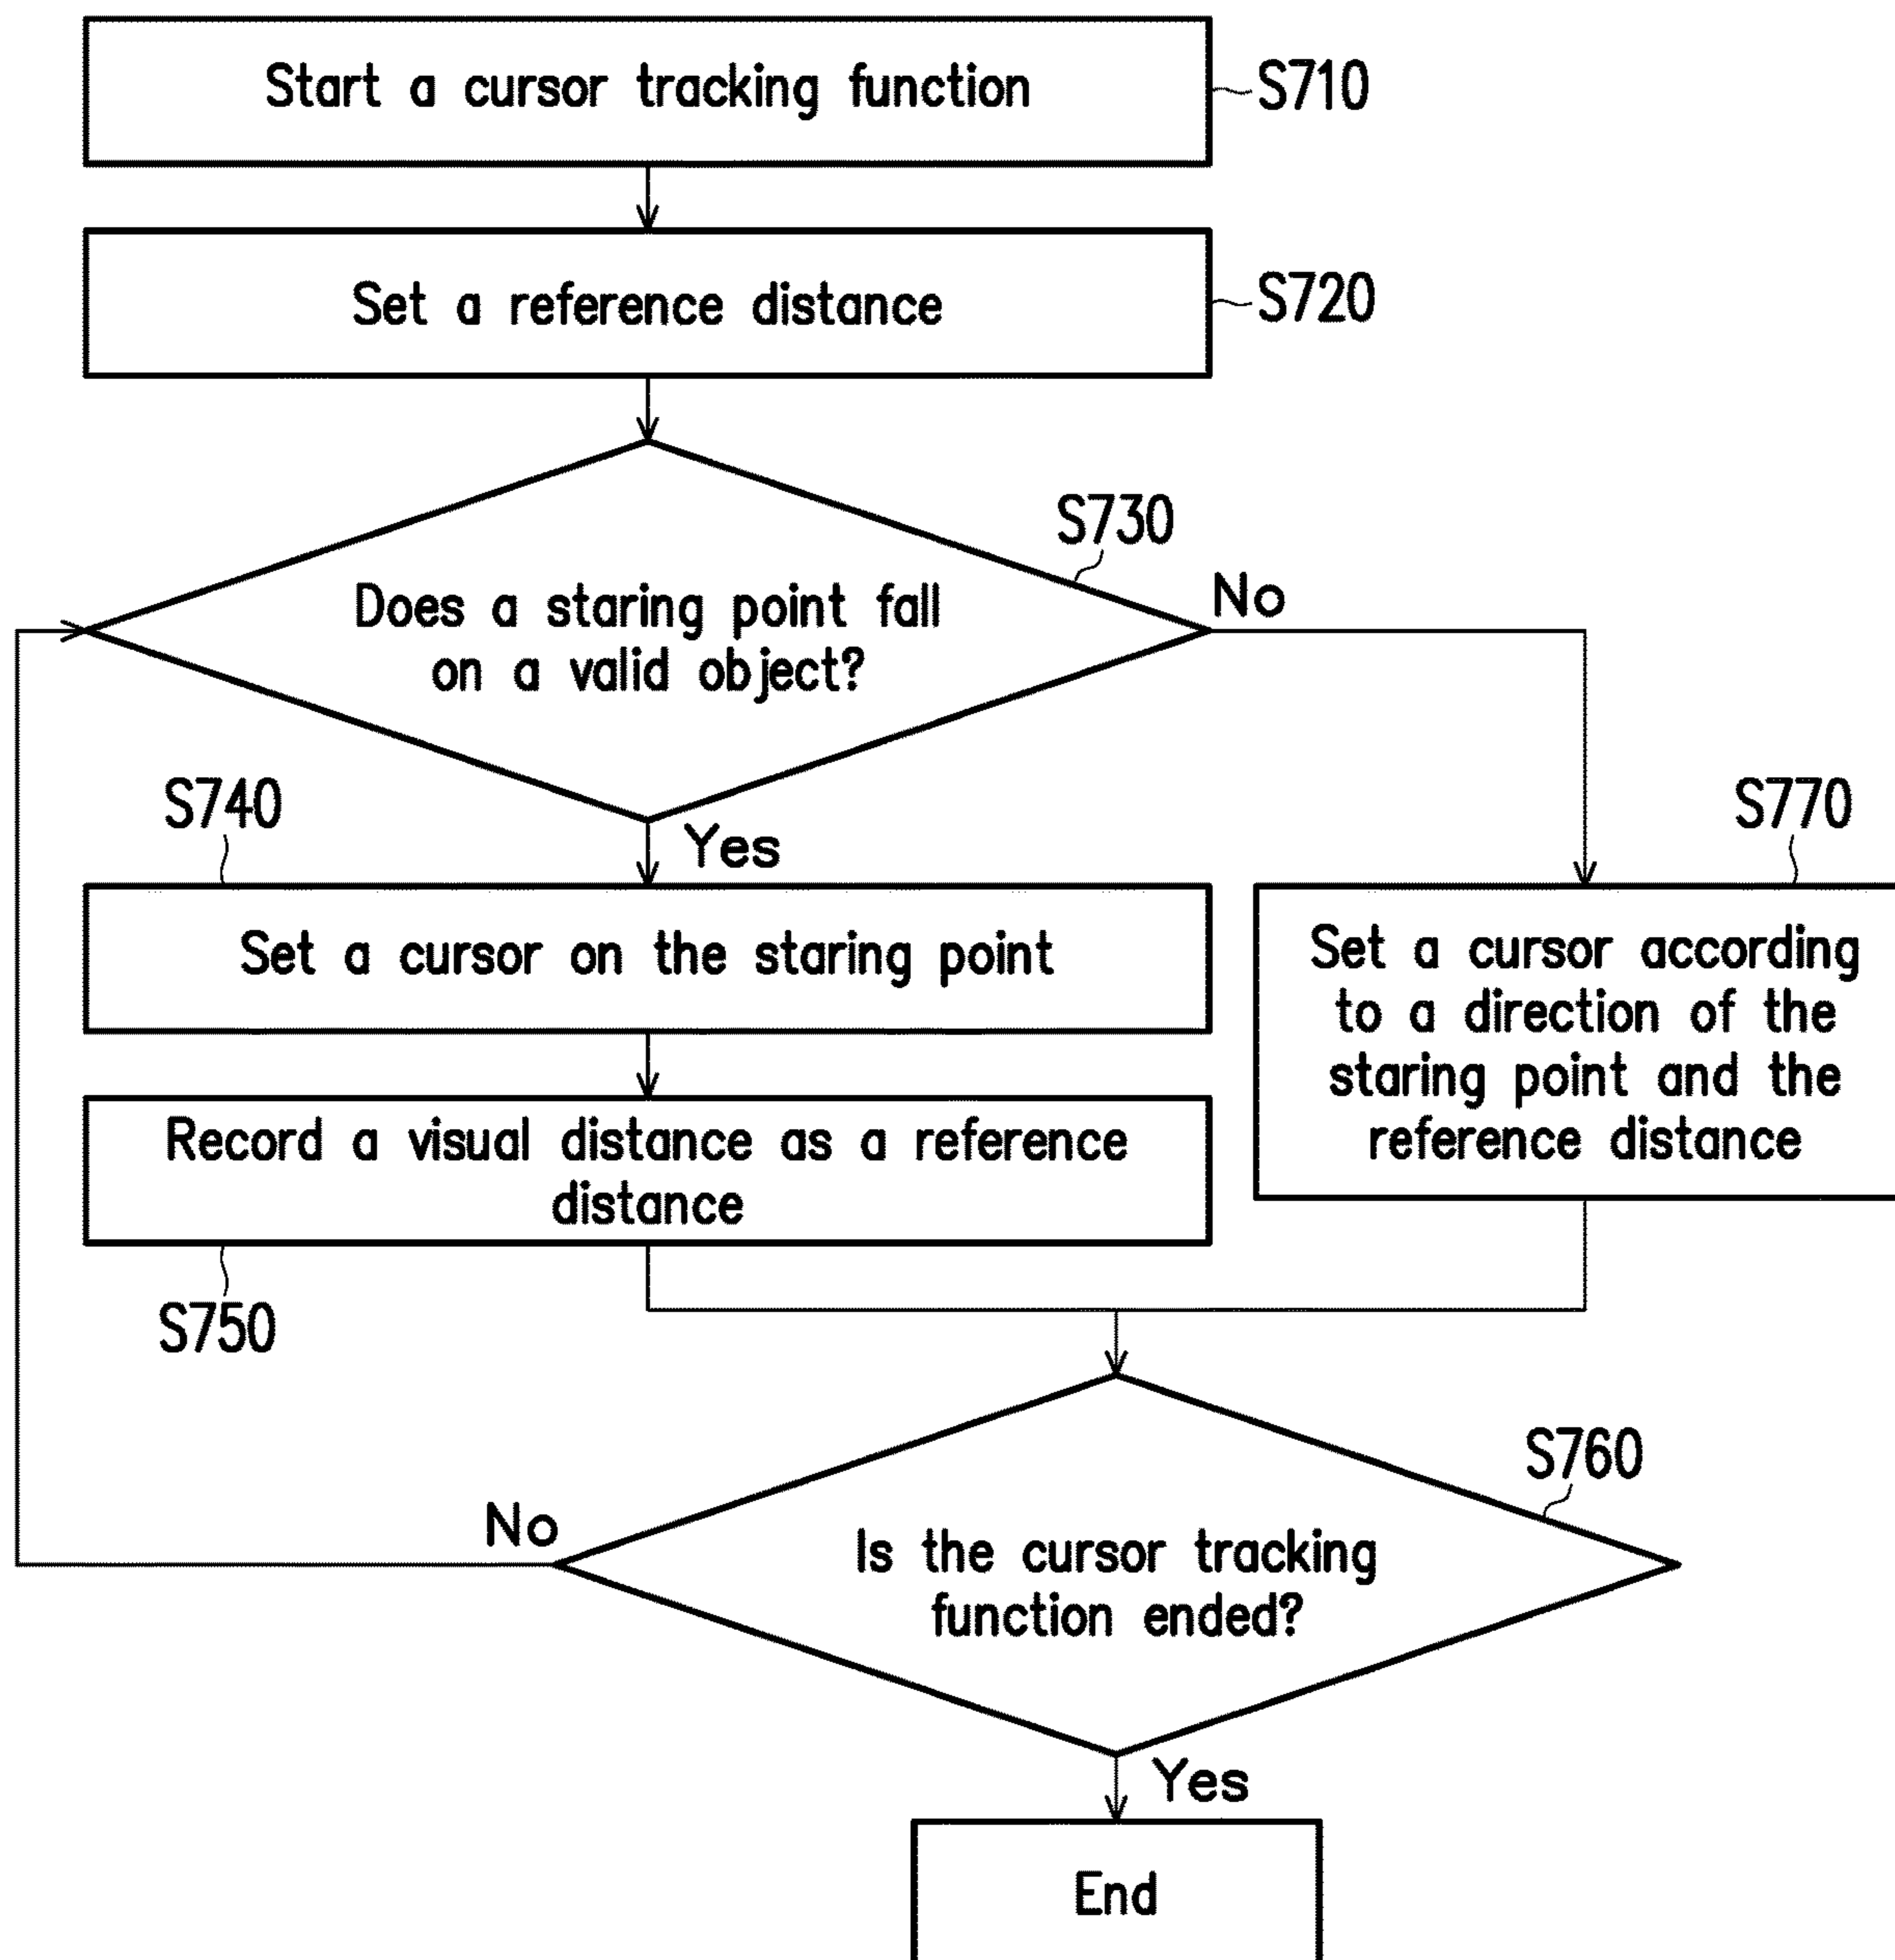 Start a cursor tracking function
S710
Set a reference distance
S720
S730
Does a staring point fall
on a valid object?
No
Yes
S740
Set a cursor on the staring point
S770
Set a cursor according
to a direction of the
staring point and the
reference distance
Record a visual distance as a reference
distance
S750
S760
Is the cursor tracking
function ended?
No
Yes
End